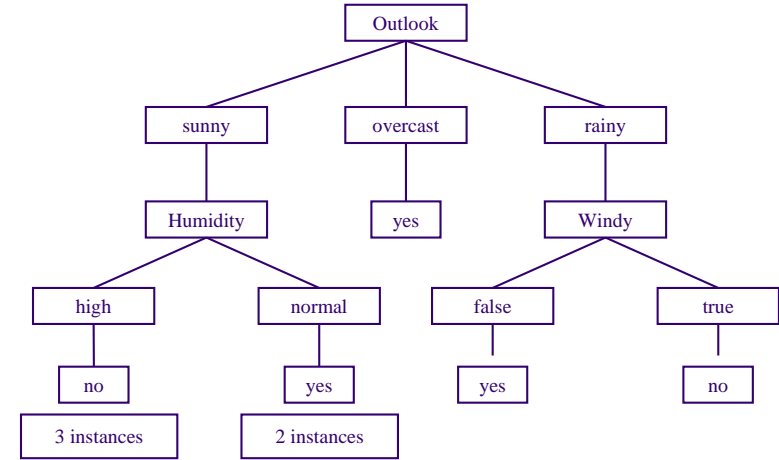 Outlook
sunny
overcast
rainy
Humidity
yes
Windy
high
normal
false
true
no
yes
yes
no
3 instances
2 instances